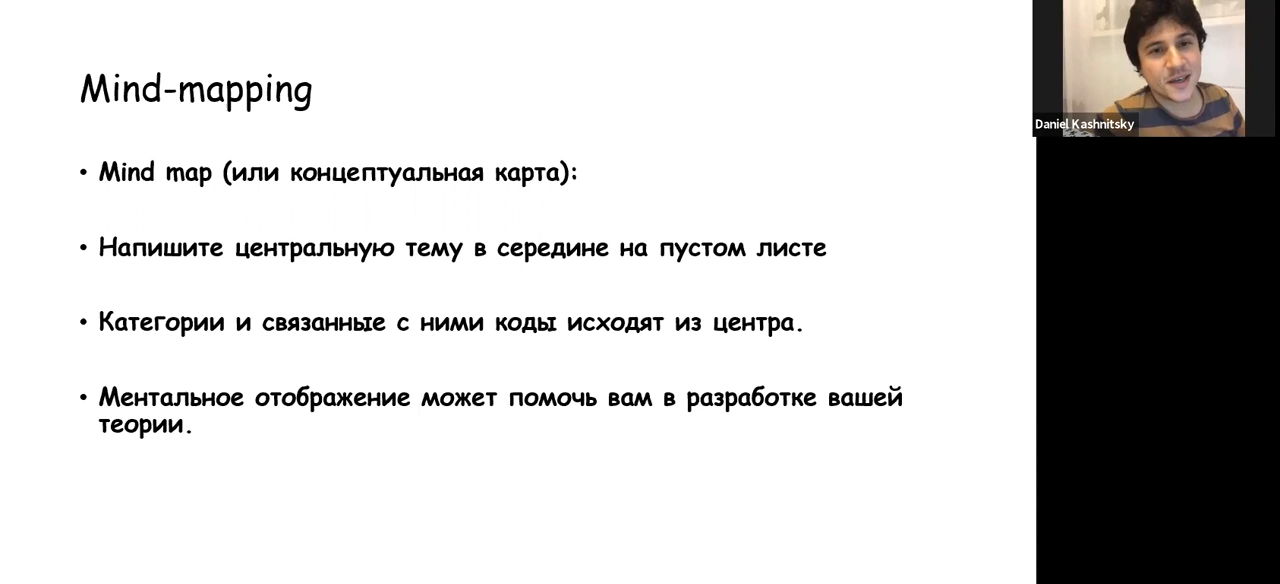 Mind-mapping
• Mind map (или концептуальная карта):
• Напишите центральную тему в середине на пустом листе
• Категории и связанные с ними коды исходят из центра.
• Ментальное отображение может помочь вам в разработке вашей
теории.
Daniel Kashnitsky